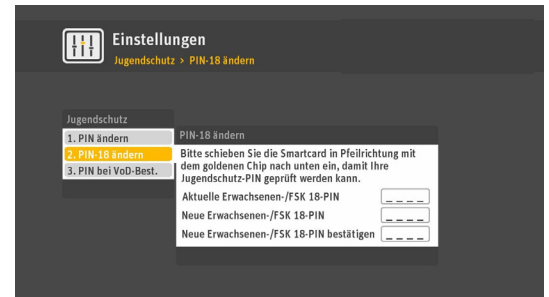 Einstellungen
Jugendschutz > PIN-18 ändern
Jugendschutz
1. PIN ändern
2. PIN-18 ändern
3. PIN bei VoD-Best.
PIN-18 ändern
Bitte schieben Sie die Smartcard in Pfeilrichtung mit
dem goldenen Chip nach unten ein, damit Ihre
Jugendschutz-PIN geprüft werden kann.
Aktuelle Erwachsenen-/FSK 18-PIN _ _ _ _
Neue Erwachsenen-/FSK 18-PIN _ _ _ _
Neue Erwachsenen-/FSK 18-PIN bestätigen _ _ _ _